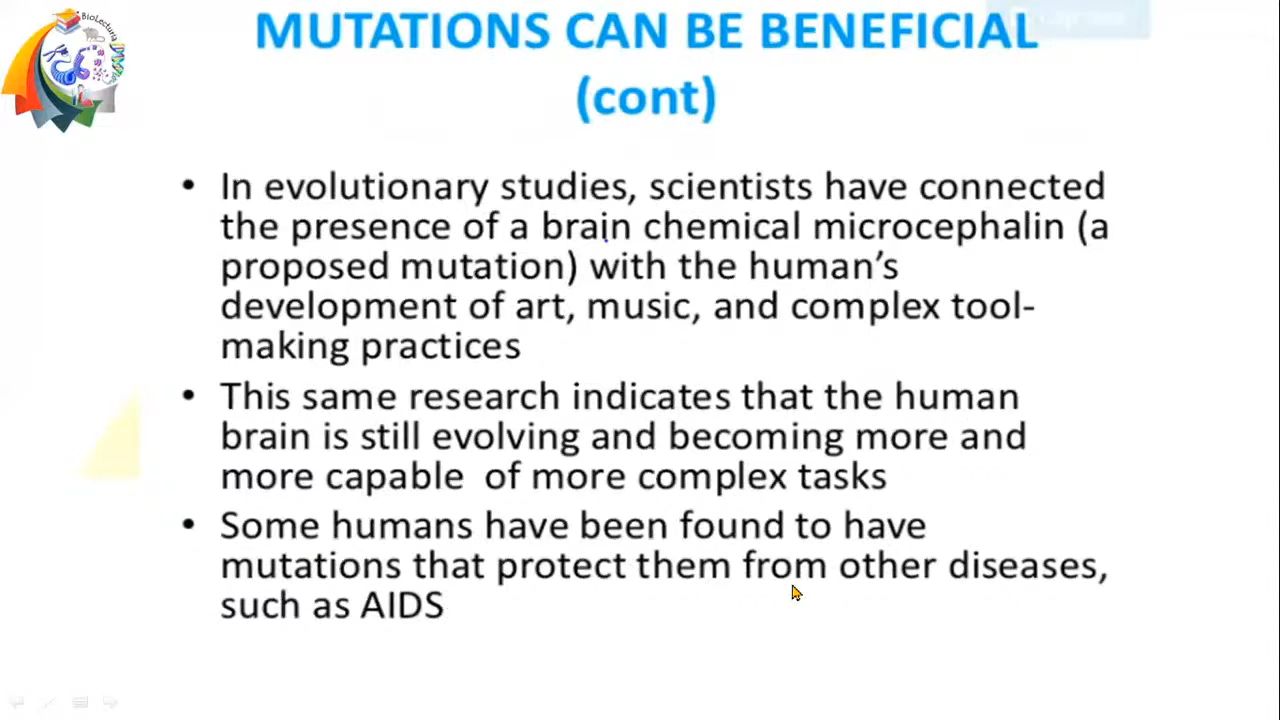 BioLectures
MUTATIONS CAN BE BENEFICIAL
(cont)
• In evolutionary studies, scientists have connected
the presence of a brain chemical microcephalin (a
proposed mutation) with the human’s
development of art, music, and complex tool-
making practices
• This same research indicates that the human
brain is still evolving and becoming more and
more capable of more complex tasks
• Some humans have been found to have
mutations that protect them from other diseases,
such as AIDS